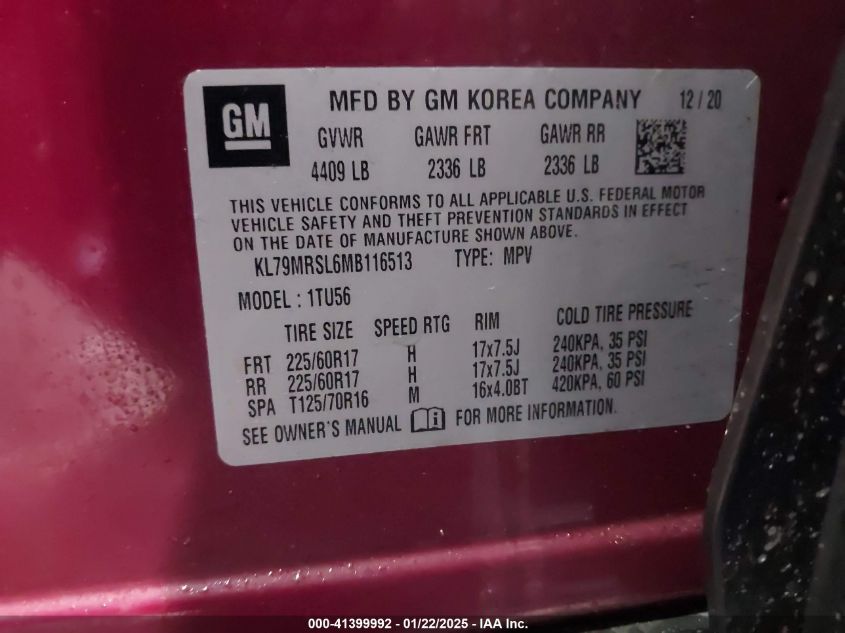 GM
MFD BY GM KOREA COMPANY 12 / 20
GVWR GAWR FRT GAWR RR
4409 LB 2336 LB 2336 LB
THIS VEHICLE CONFORMS TO ALL APPLICABLE U.S. FEDERAL MOTOR
VEHICLE SAFETY AND THEFT PREVENTION STANDARDS IN EFFECT
ON THE DATE OF MANUFACTURE SHOWN ABOVE.
KL79MRSL6MB116513 TYPE: MPV
MODEL : 1TU56
TIRE SIZE SPEED RTG RIM COLD TIRE PRESSURE
FRT 225/60R17 H 17x7.5J 240KPA, 35 PSI
RR 225/60R17 H 17x7.5J 240KPA, 35 PSI
SPA T125/70R16 M 16x4.0BT 420KPA, 60 PSI
SEE OWNER'S MANUAL i FOR MORE INFORMATION.
000-41399992 - 01/22/2025 - IAA Inc.